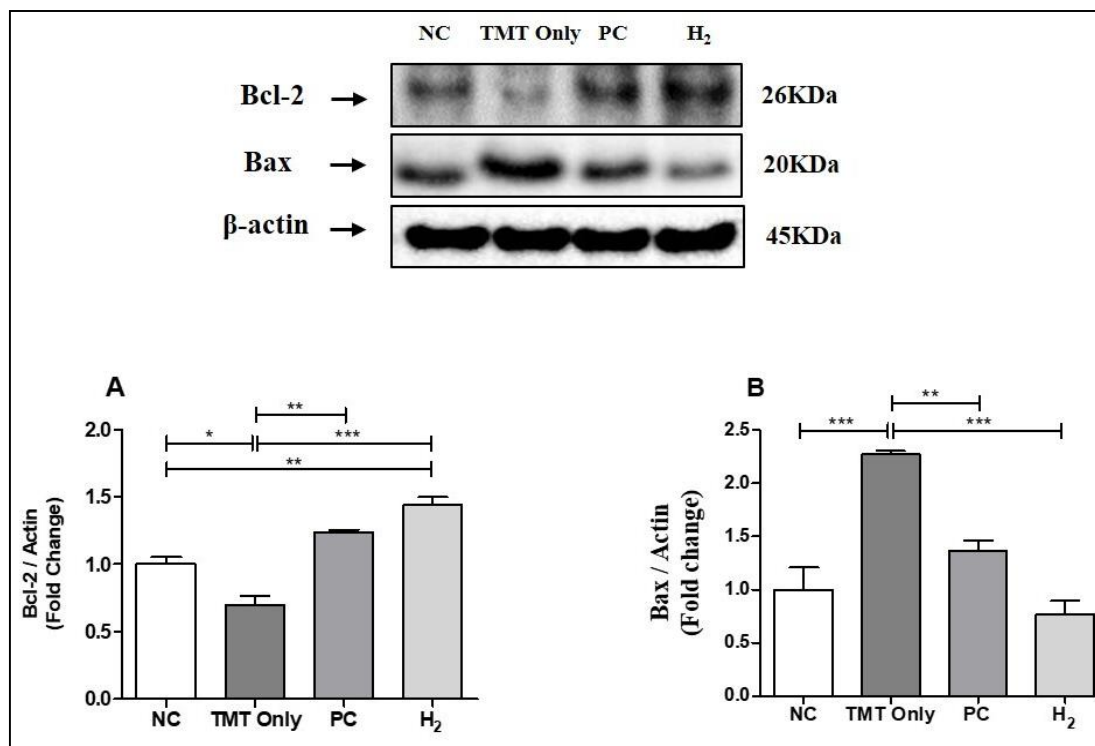 NC TMT Only PC H₂
Bcl-2 → 26KDa
Bax → 20KDa
β-actin → 45KDa
A
**
* ***
**
Bcl-2 / Actin
(Fold Change)
2.0
1.5
1.0
0.5
0.0
NC TMT Only PC H₂
B
**
*** ***
Bax / Actin
(Fold change)
2.5
2.0
1.5
1.0
0.5
0.0
NC TMT Only PC H₂